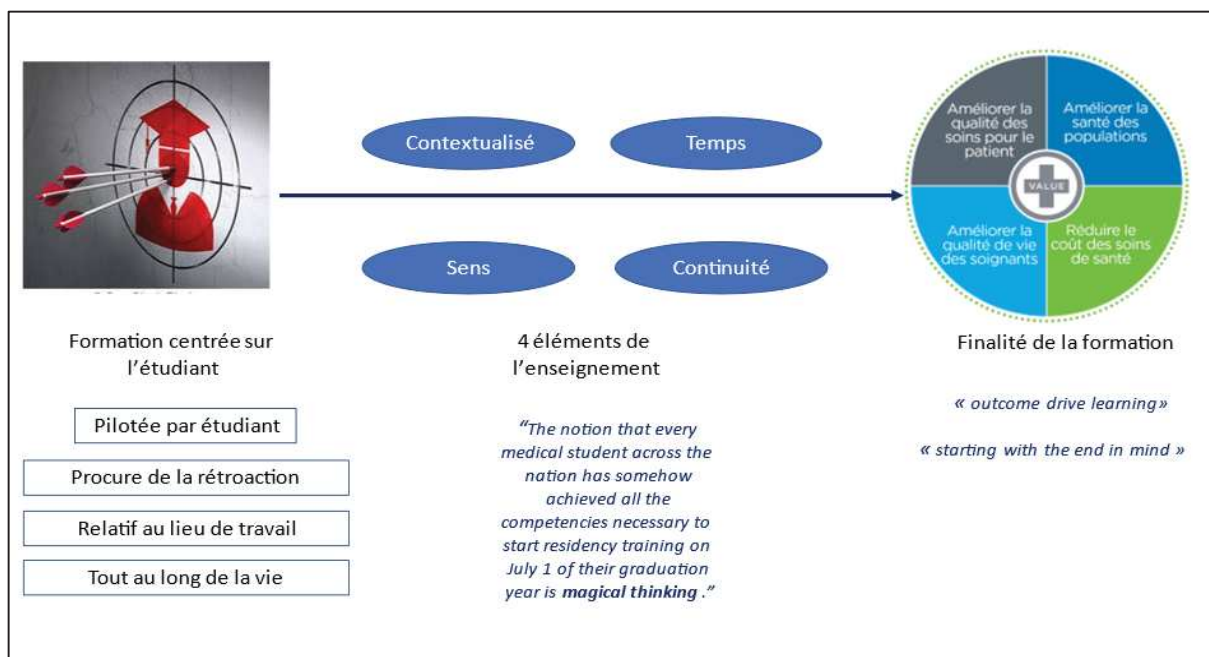 Contextualisé
Temps
Sens
Continuité
Améliorer la
qualité des
soins pour le
patient
Améliorer la
santé des
populations
VALUE
Améliorer la
qualité de vie
des soignants
Réduire le
coût des soins
de santé
Formation centrée sur
l'étudiant
Pilotée par étudiant
Procure de la rétroaction
Relatif au lieu de travail
Tout au long de la vie
4 éléments de
l'enseignement
"The notion that every
medical student across the
nation has somehow
achieved all the
competencies necessary to
start residency training on
July 1 of their graduation
year is magical thinking ."
Finalité de la formation
« outcome drive learning»
« starting with the end in mind »